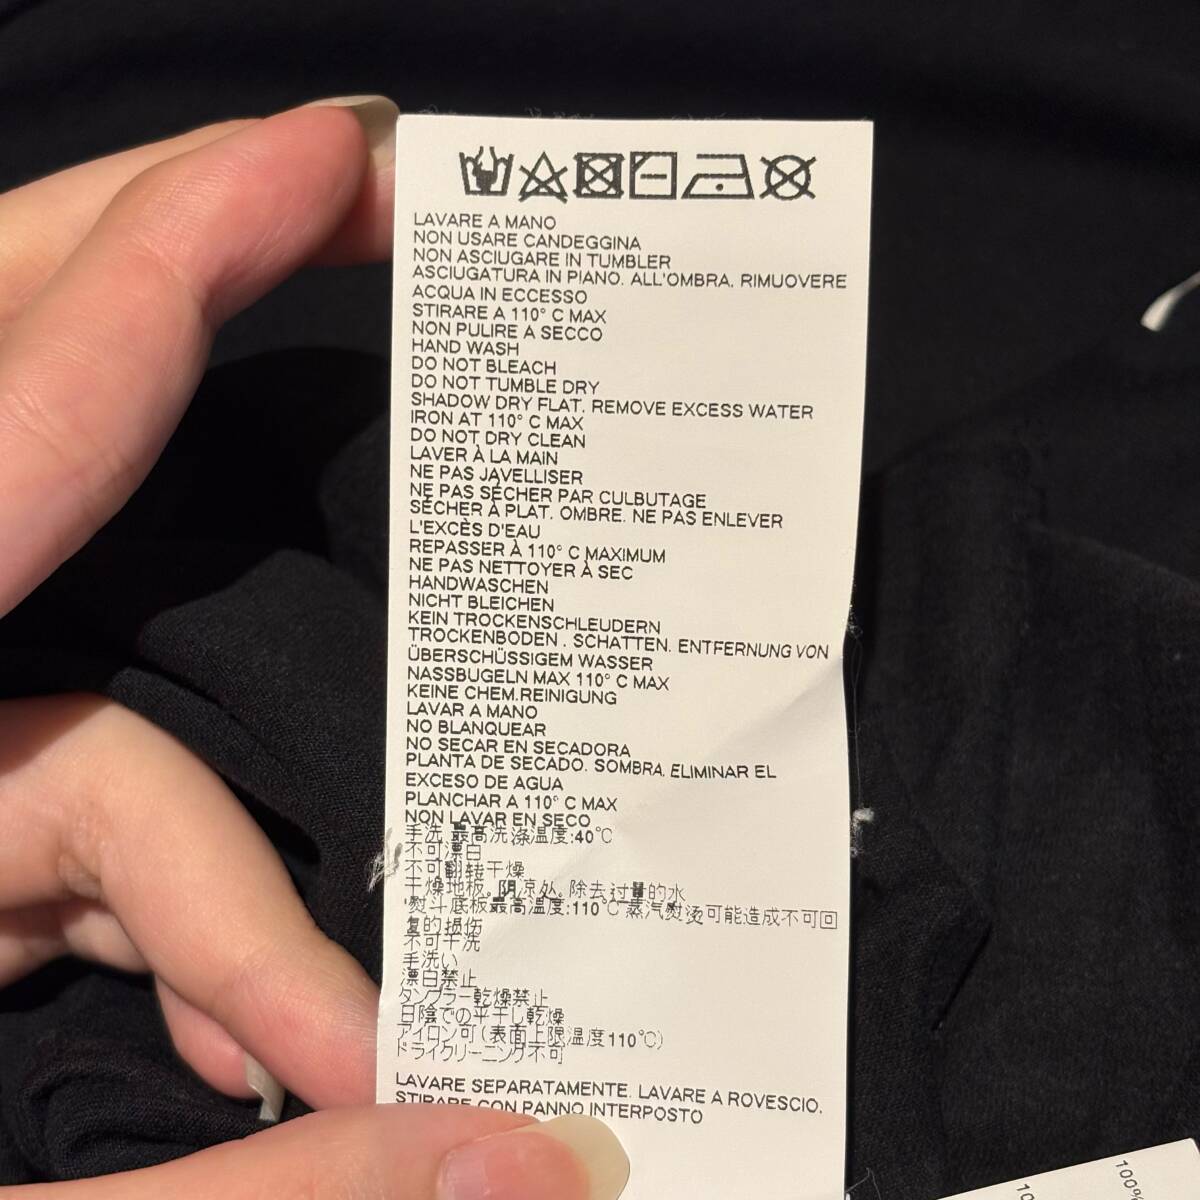 LAVARE A MANO
NON USARE CANDEGGINA
NON ASCIUGARE IN TUMBLER
ASCIUGATURA IN PIANO. ALL'OMBRA. RIMUOVERE
ACQUA IN ECCESSO
STIRARE A 110° C MAX
NON PULIRE A SECCO
HAND WASH
DO NOT BLEACH
DO NOT TUMBLE DRY
SHADOW DRY FLAT. REMOVE EXCESS WATER
IRON AT 110° C MAX
DO NOT DRY CLEAN
LAVER À LA MAIN
NE PAS JAVELLISER
NE PAS SÉCHER PAR CULBUTAGE
SÉCHER À PLAT. OMBRE. NE PAS ENLEVER
L'EXCÈS D'EAU
REPASSER À 110° C MAXIMUM
NE PAS NETTOYER À SEC
HANDWASCHEN
NICHT BLEICHEN
KEIN TROCKENSCHLEUDERN
TROCKENBODEN . SCHATTEN. ENTFERNUNG VON
ÜBERSCHÜSSIGEM WASSER
NASSBUGELN MAX 110° C MAX
KEINE CHEM.REINIGUNG
LAVAR A MANO
NO BLANQUEAR
NO SECAR EN SECADORA
PLANTA DE SECADO. SOMBRA. ELIMINAR EL
EXCESO DE AGUA
PLANCHAR A 110° C MAX
NON LAVAR EN SECO
手洗 最高洗涤温度:40℃
不可漂白
不可翻转干燥
干燥地板。阴凉处。除去过量的水
熨斗底板最高温度:110℃蒸汽熨烫可能造成不可回
复的损伤
不可干洗
手洗い
漂白禁止
タンブラー乾燥禁止
日陰での平干し乾燥
アイロン可(表面上限温度110℃)
ドライクリーニング不可
LAVARE SEPARATAMENTE. LAVARE A ROVESCIO.
STIRARE CON PANNO INTERPOSTO
100%